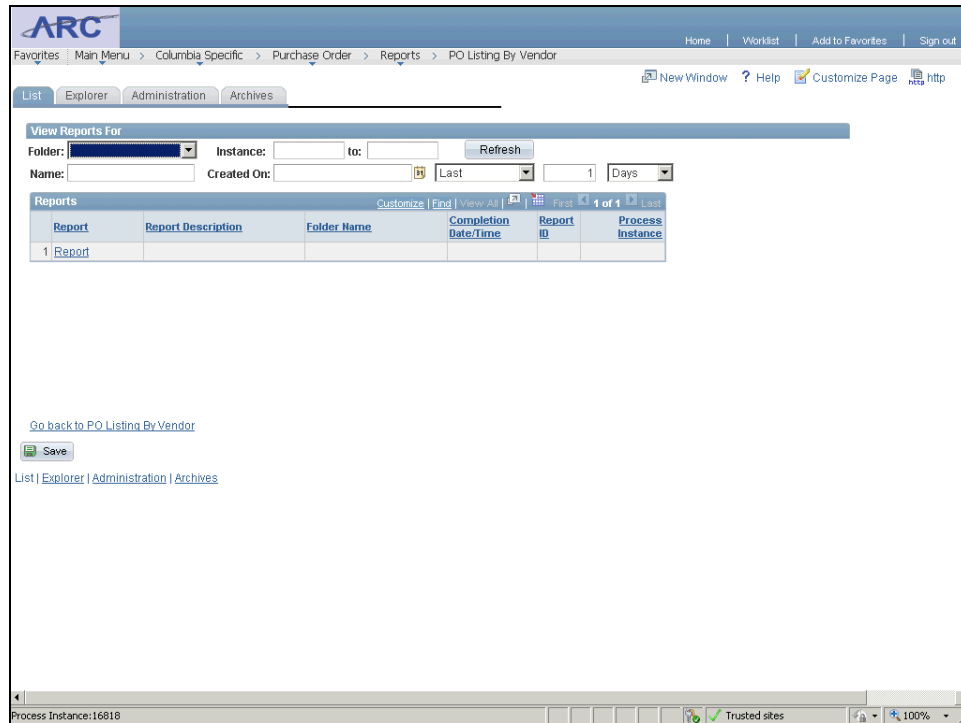 ARC
Home | Worklist | Add to Favorites | Sign out
Favorites Main Menu > Columbia Specific > Purchase Order > Reports > PO Listing By Vendor
New Window ? Help Customize Page http
List Explorer Administration Archives
View Reports For
Folder: Instance: to: Refresh
Name: Created On: 31 Last 1 Days
Reports Customize | Find | View All | First 1 of 1 Last
Report Report Description Folder Name Completion Date/Time Report ID Process Instance
1 Report
Go back to PO Listing By Vendor
Save
List | Explorer | Administration | Archives
Process Instance:16818 Trusted sites 100%